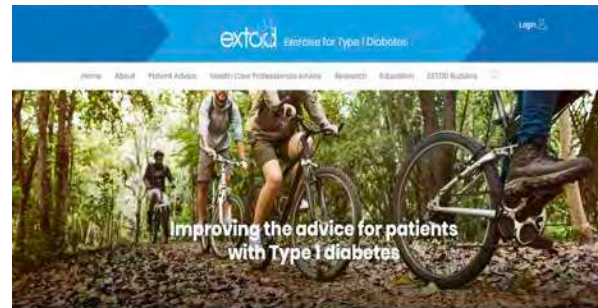 extod Exercise for Type 1 Diabetes
Login
Home About Patient Advice Health Care Professionals Advice Research Education EXTOD Buddies
Improving the advice for patients
with Type 1 diabetes